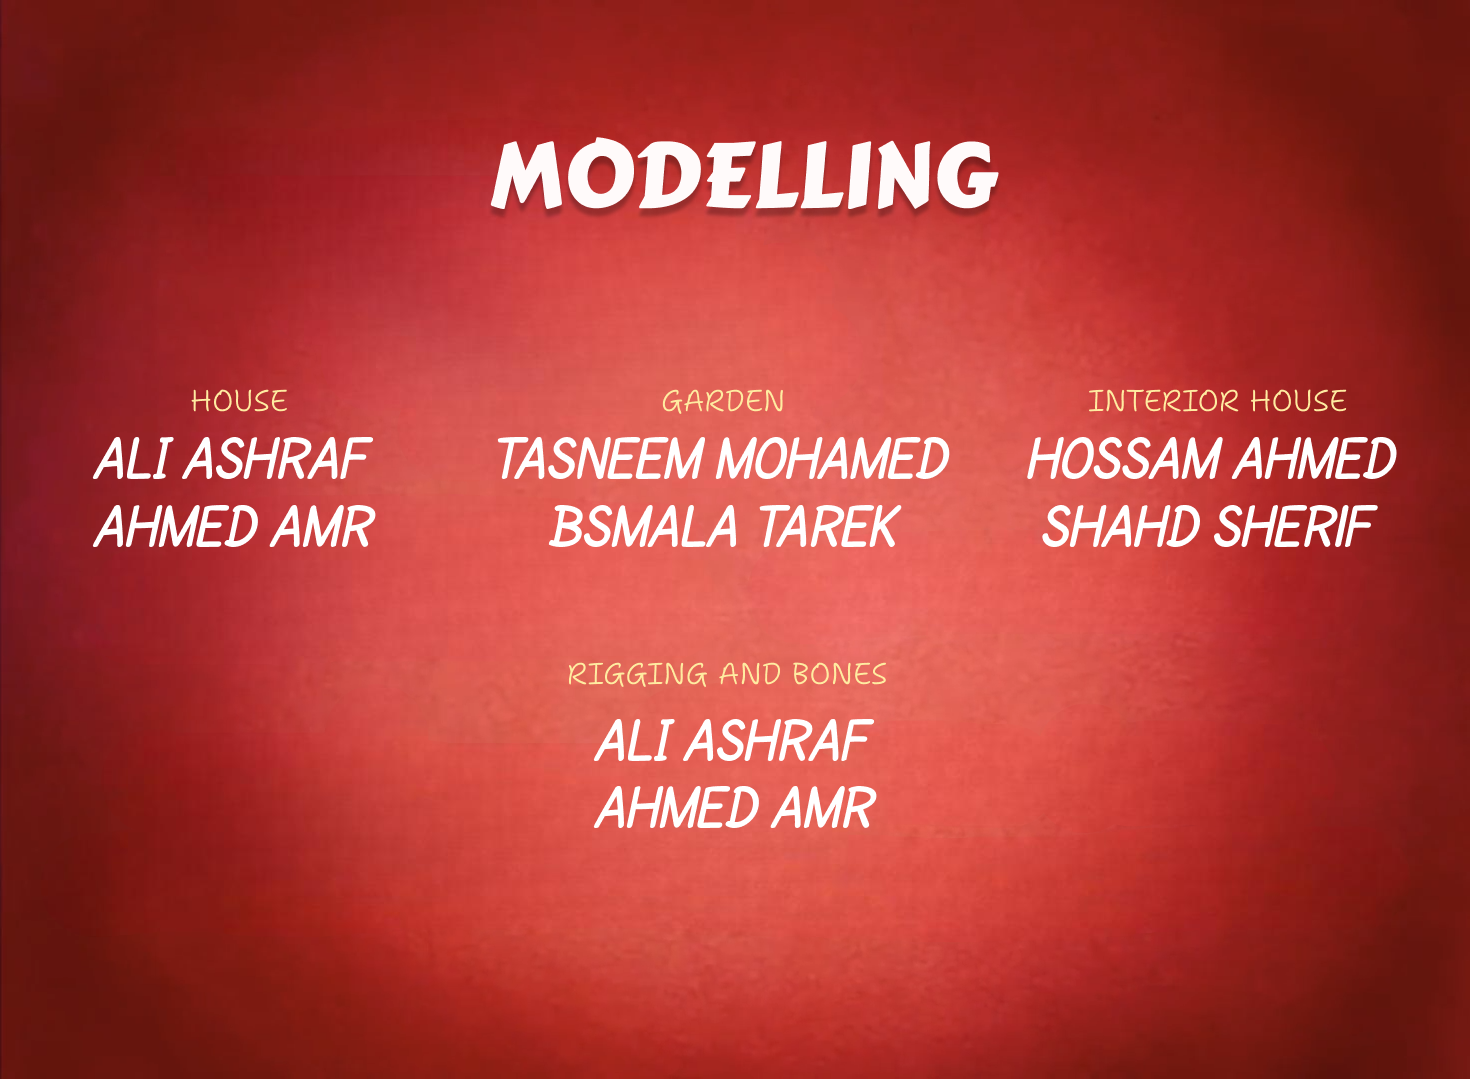 MODELLING
HOUSE
ALI ASHRAF
AHMED AMR
GARDEN
TASNEEM MOHAMED
BSMALA TAREK
INTERIOR HOUSE
HOSSAM AHMED
SHAHD SHERIF
RIGGING AND BONES
ALI ASHRAF
AHMED AMR